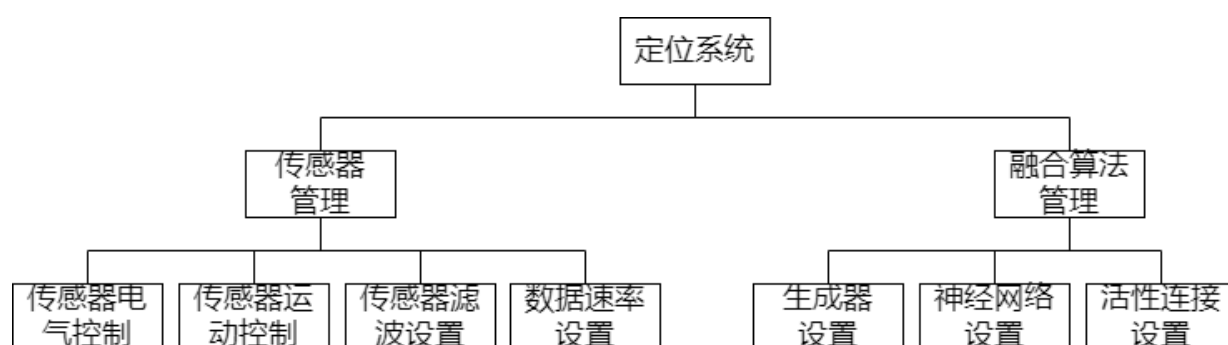 定位系统
传感器
管理
融合算法
管理
传感器电
气控制
传感器运
动控制
传感器滤
波设置
数据速率
设置
生成器
设置
神经网络
设置
活性连接
设置